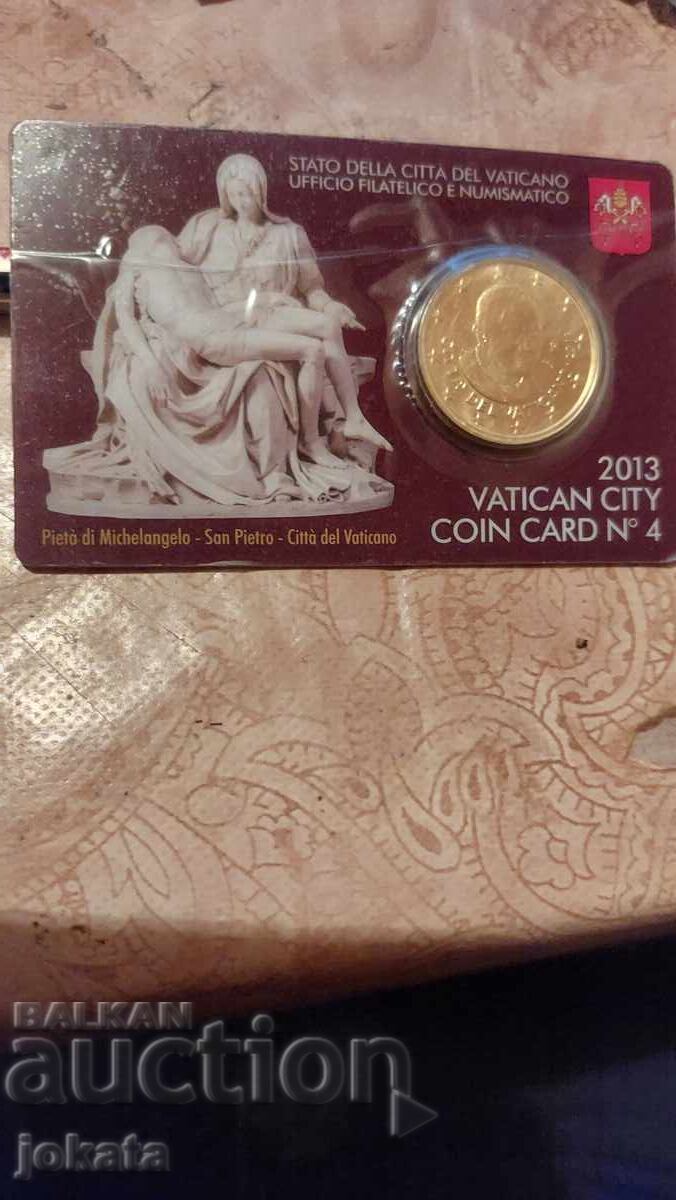 STATO DELLA CITTÀ DEL VATICANO
UFFICIO FILATELICO E NUMISMATICO
2013
VATICAN CITY
COIN CARD N° 4
Pietà di Michelangelo - San Pietro - Città del Vaticano
BALKAN
auction
jokata